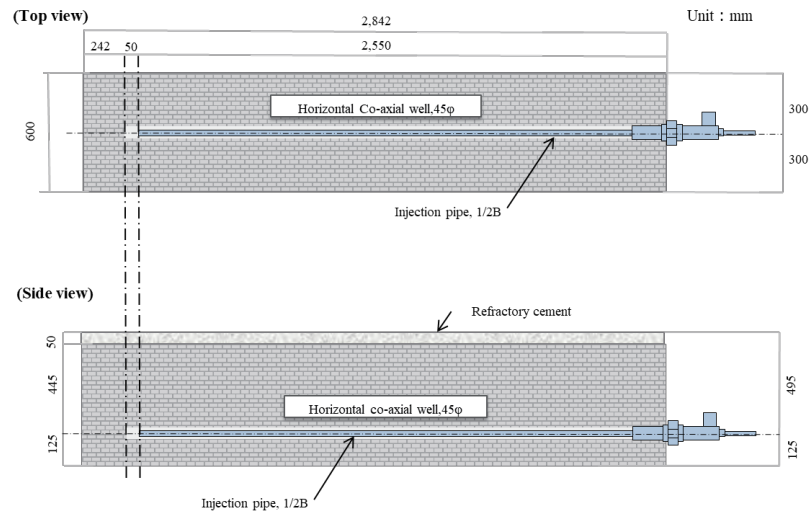 (Top view)
Unit : mm
2,842
242 50 2,550
600
Horizontal Co-axial well,45φ
300
300
Injection pipe, 1/2B
(Side view)
Refractory cement
50
445
125
Horizontal co-axial well,45φ
495
125
Injection pipe, 1/2B